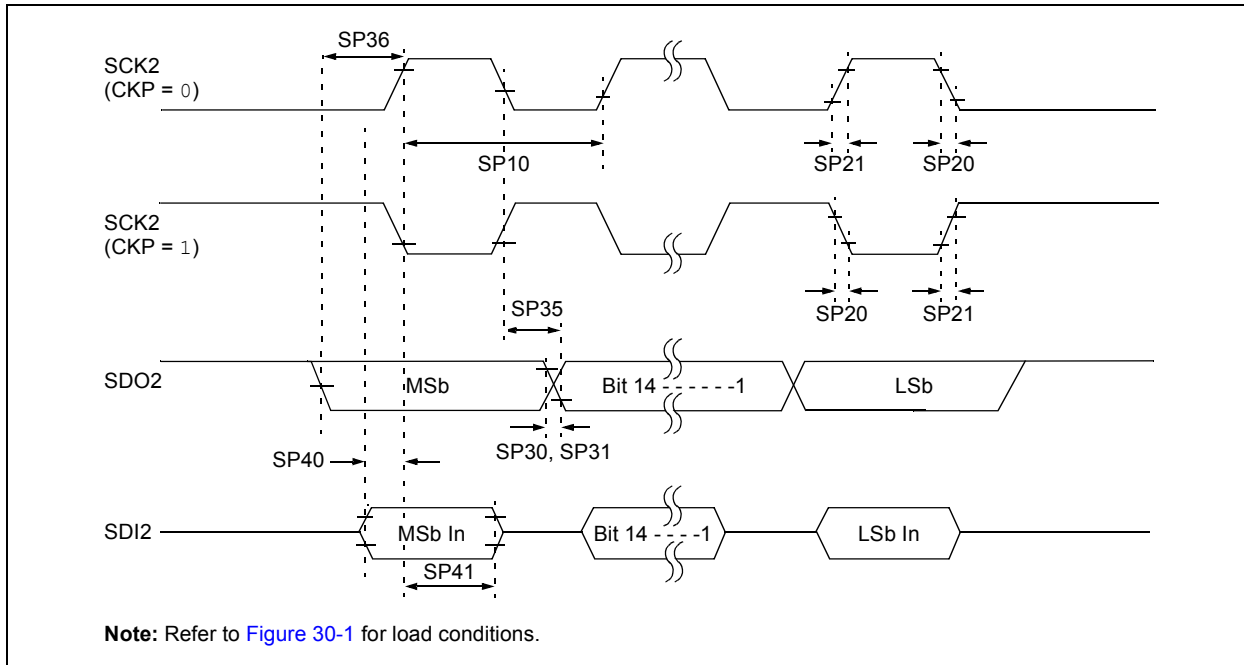 SP36
SCK2
(CKP = 0)
SP10
SP21
SP20
SCK2
(CKP = 1)
SP35
SP20
SP21
SDO2
MSb
Bit 14 - - - - - -1
LSb
SP30, SP31
SP40
SDI2
MSb In
Bit 14 - - - -1
LSb In
SP41
Note: Refer to Figure 30-1 for load conditions.